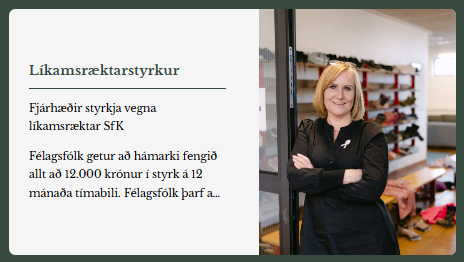 Líkamsræktarstyrkur
Fjárhæðir styrkja vegna
líkamsræktar SfK
Félagsfólk getur að hámarki fengið
allt að 12.000 krónur í styrk á 12
mánaða tímabili. Félagsfólk þarf a...